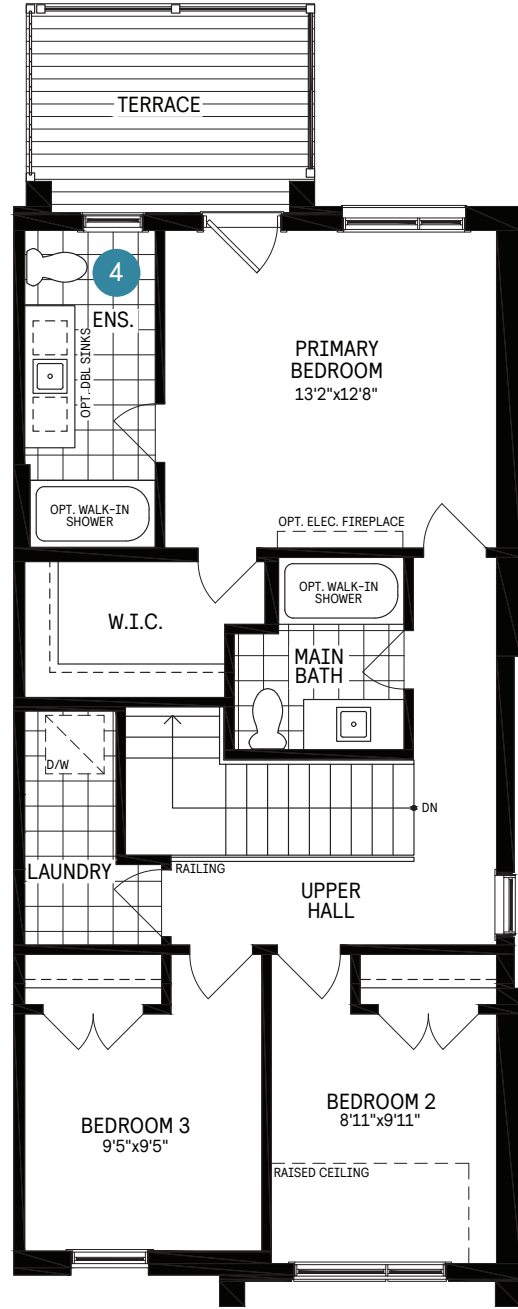 TERRACE
4
ENS.
OPT. DBL SINKS
PRIMARY
BEDROOM
13'2"x12'8"
OPT. WALK-IN
SHOWER
OPT. ELEC. FIREPLACE
OPT. WALK-IN
SHOWER
W.I.C.
MAIN
BATH
D/W
DN
LAUNDRY
RAILING
UPPER
HALL
BEDROOM 3
9'5"x9'5"
BEDROOM 2
8'11"x9'11"
RAISED CEILING